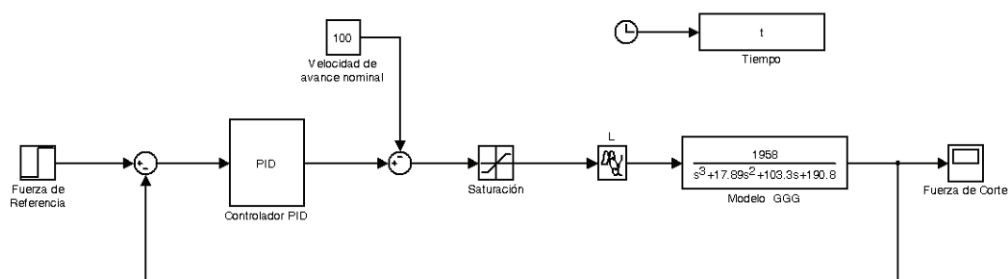 100
Velocidad de
avance nominal
t
Tiempo
Fuerza de
Referencia
PID
Controlador PID
Saturación
L
1958
s³+17.89s²+103.3s+190.8
Modelo GGG
Fuerza de Corte